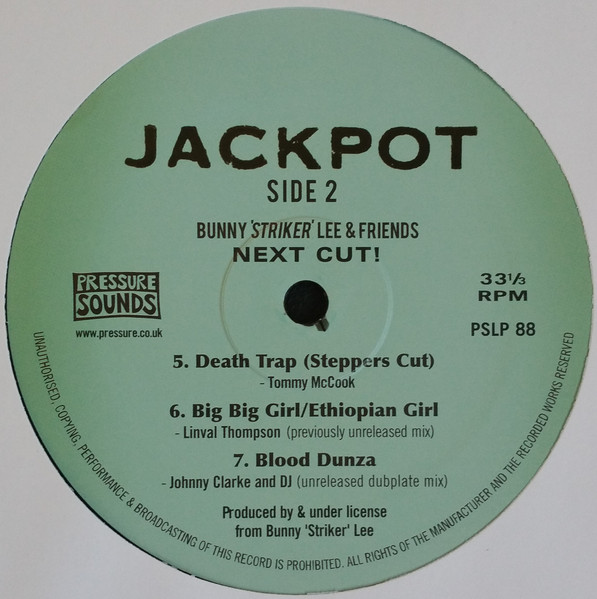 JACKPOT
SIDE 2
BUNNY 'STRIKER' LEE & FRIENDS
NEXT CUT!
PRESSURE
SOUNDS
www.pressure.co.uk
33⅓
RPM
PSLP 88
5. Death Trap (Steppers Cut)
- Tommy McCook
6. Big Big Girl/Ethiopian Girl
- Linval Thompson (previously unreleased mix)
7. Blood Dunza
- Johnny Clarke and DJ (unreleased dubplate mix)
Produced by & under license
from Bunny 'Striker' Lee
UNAUTHORISED, COPYING, PERFORMANCE & BROADCASTING OF THIS RECORD IS PROHIBITED. ALL RIGHTS OF THE MANUFACTURER AND THE RECORDED WORKS RESERVED